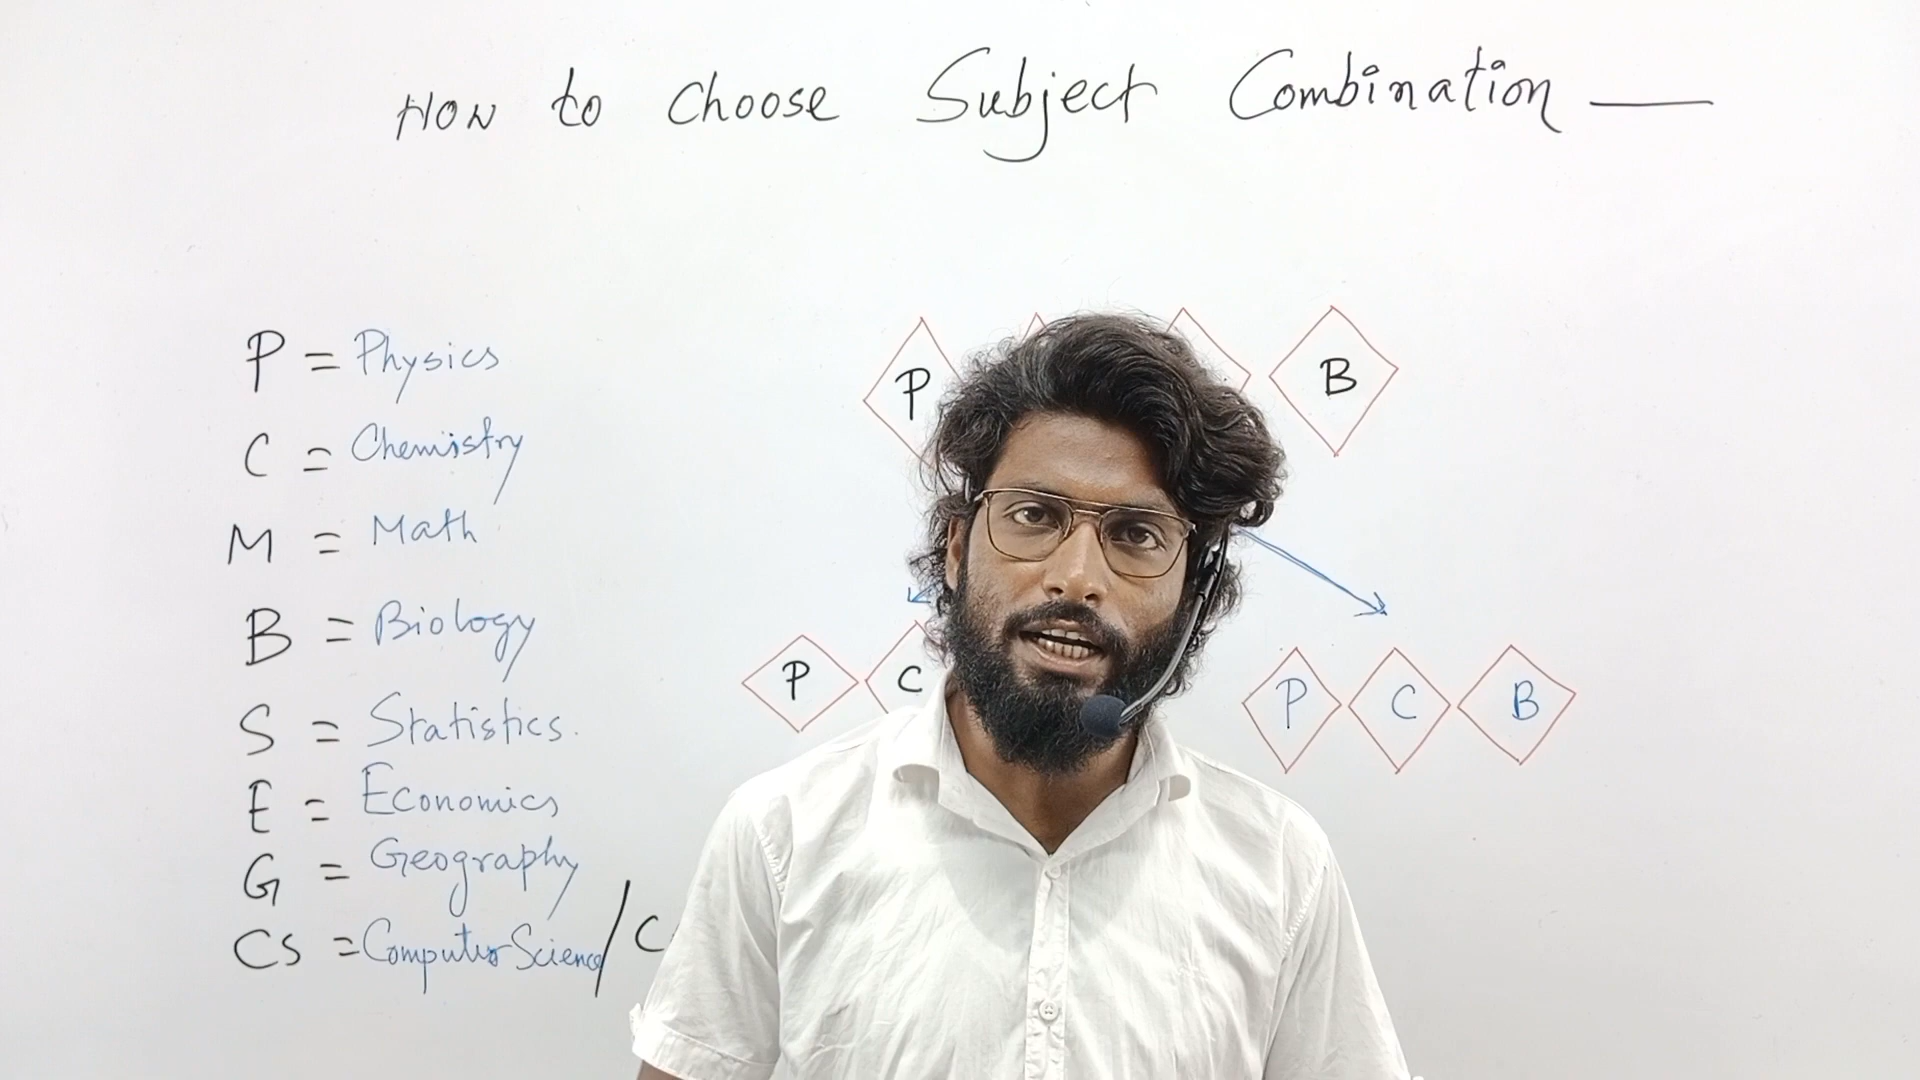 How to Choose Subject Combination —
P = Physics
C = Chemistry
M = Math
B = Biology
S = Statistics.
E = Economics
G = Geography
CS = Computer Science / C
P B
P C
P C B